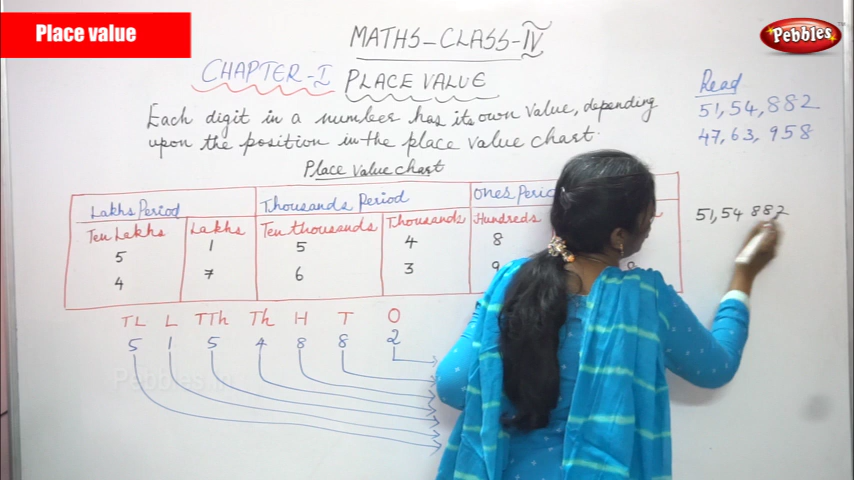 Place value
Pebbles
MATHS-CLASS-IV
CHAPTER-I PLACE VALUE
Each digit in a number has its own value, depending
upon the position in the place value chart.
Place value chart
Read
51,54,882
47,63,958
Lakhs Period Thousands Period Ones
Ten Lakhs Lakhs Ten thousands Thousands Hundreds
5 1 5 4 8
4 7 6 3 9
51,54 882
TL L TTh Th H T O
5 1 5 4 8 8 2
Pebbles